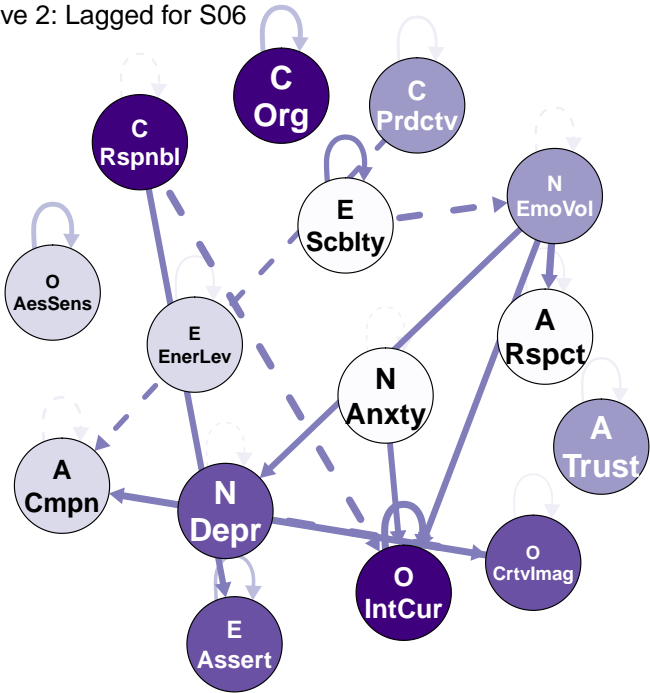 ve 2: Lagged for S06
C
Org
C
Prdctv
C
Rspnbl
N
EmoVol
E
Scblty
O
AesSens
E
EnerLev
A
Rspct
N
Anxty
A
Trust
A
Cmpn
N
Depr
O
CrtvImag
O
IntCur
E
Assert